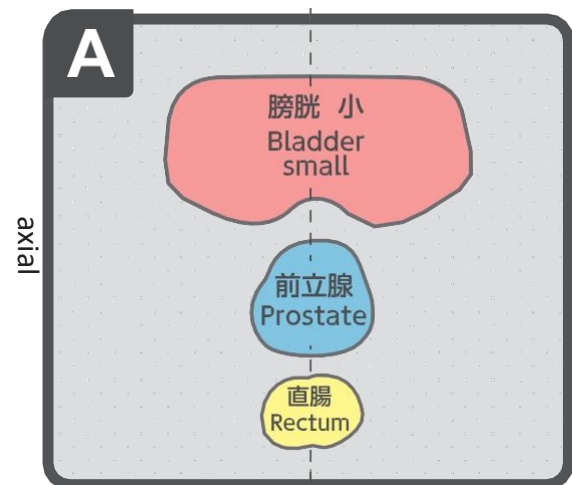 A
膀胱 小
Bladder
small
axial
前立腺
Prostate
直腸
Rectum